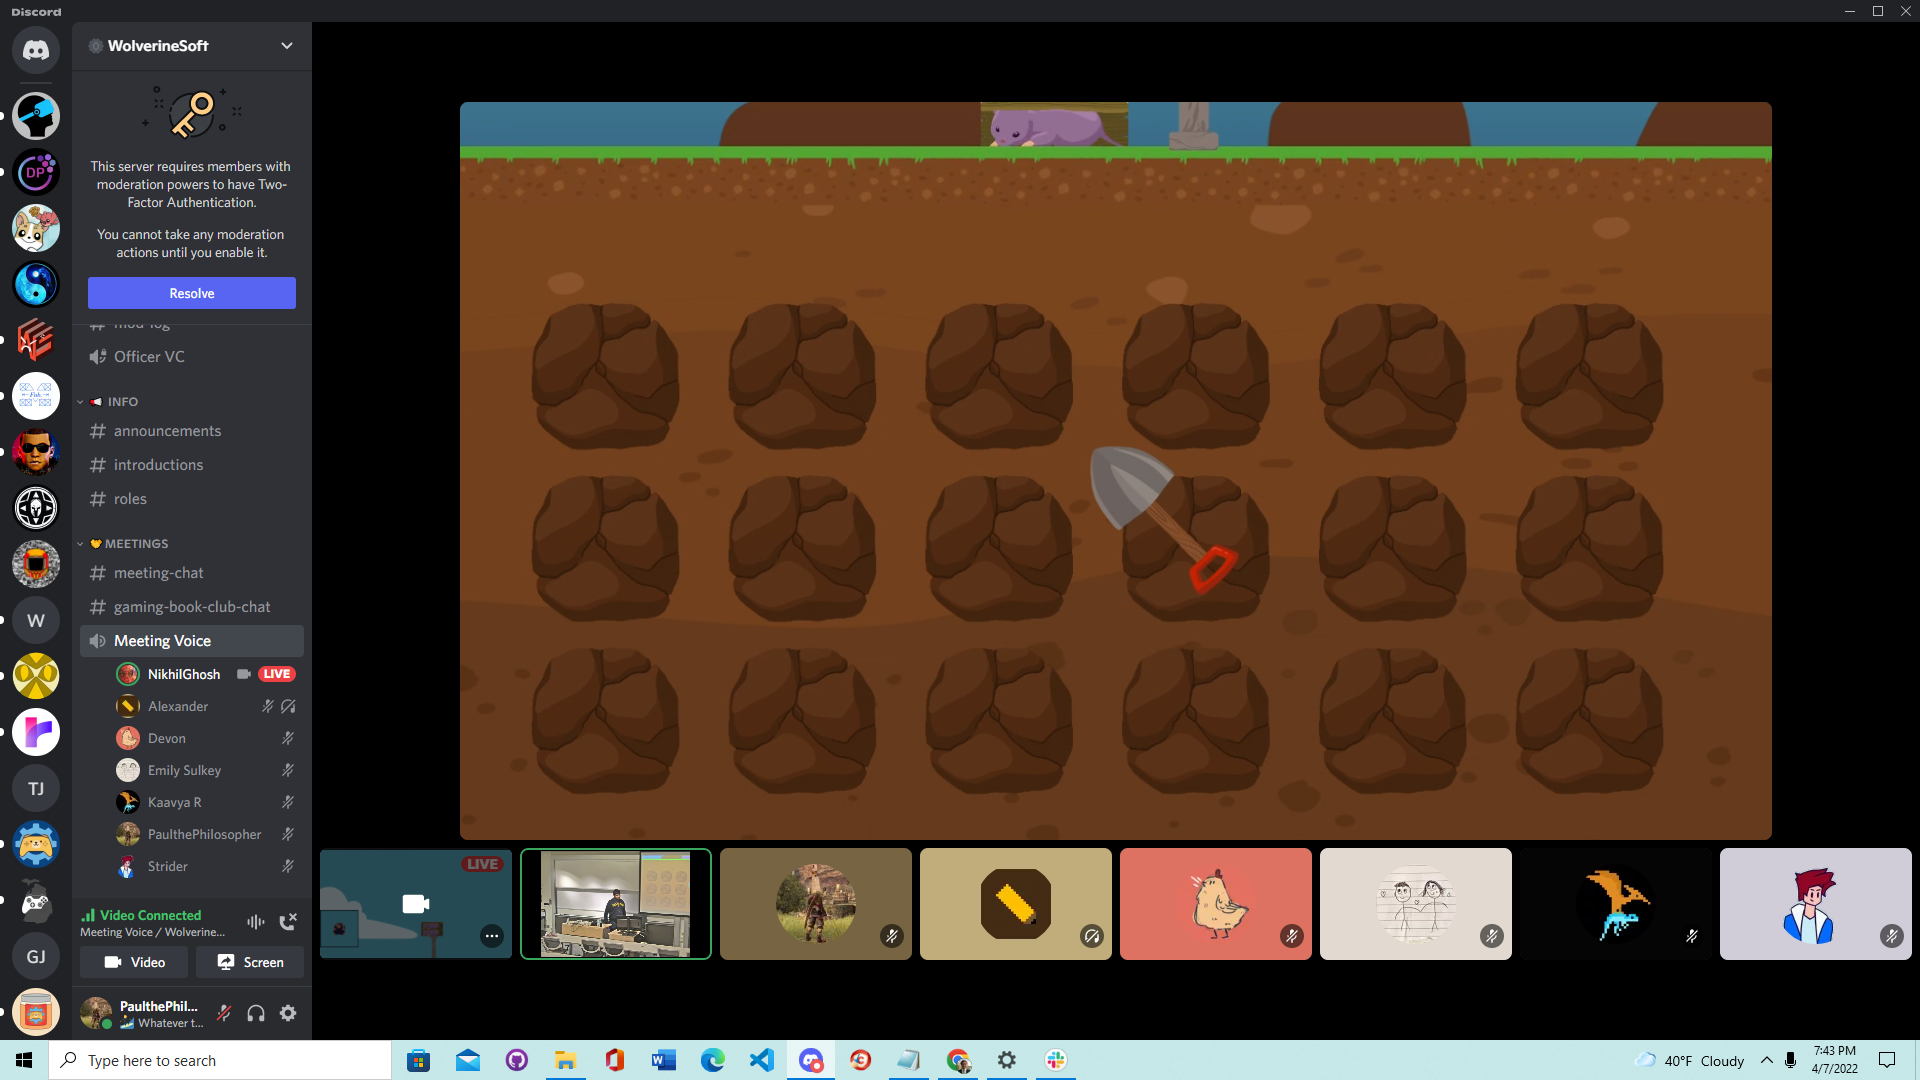 Discord
WolverineSoft
This server requires members with
moderation powers to have Two-
Factor Authentication.
You cannot take any moderation
actions until you enable it.
Resolve
mod-log
Officer VC
INFO
announcements
introductions
roles
MEETINGS
meeting-chat
gaming-book-club-chat
Meeting Voice
NikhilGhosh LIVE
Alexander
Devon
Emily Sulkey
Kaavya R
PaulthePhilosopher
Strider
Video Connected
Meeting Voice / Wolverine...
Video Screen
PaulthePhil...
Whatever t...
DP
W
TJ
GJ
LIVE
Type here to search
40°F Cloudy
7:43 PM
4/7/2022